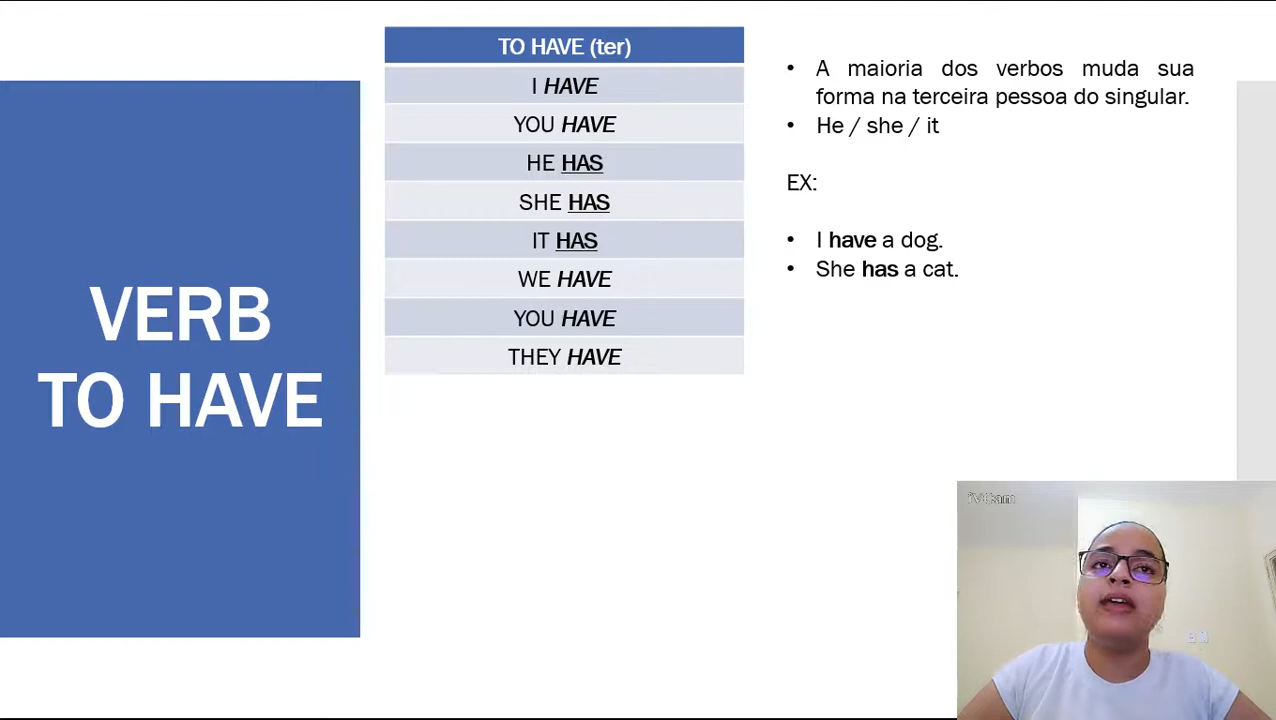 VERB
TO HAVE
TO HAVE (ter)
I HAVE
YOU HAVE
HE HAS
SHE HAS
IT HAS
WE HAVE
YOU HAVE
THEY HAVE
• A maioria dos verbos muda sua
forma na terceira pessoa do singular.
• He / she / it
EX:
• I have a dog.
• She has a cat.
iVCam